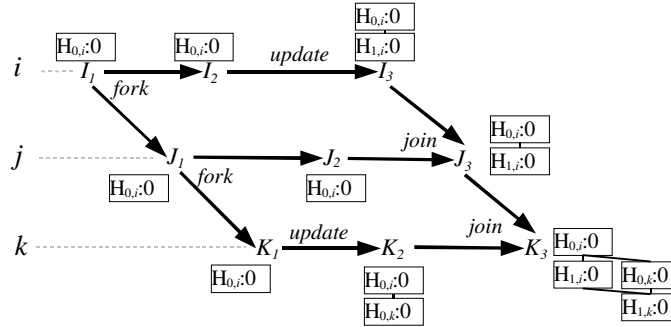 H0,i:0
H0,i:0 H0,i:0 H1,i:0
i I1 I2 update I3
fork
join H0,i:0
j J1 J2 J3 H1,i:0
H0,i:0 fork H0,i:0
update join
k K1 K2 K3 H0,i:0
H0,i:0 H0,i:0 H1,i:0 H0,k:0
H0,k:0 H1,k:0